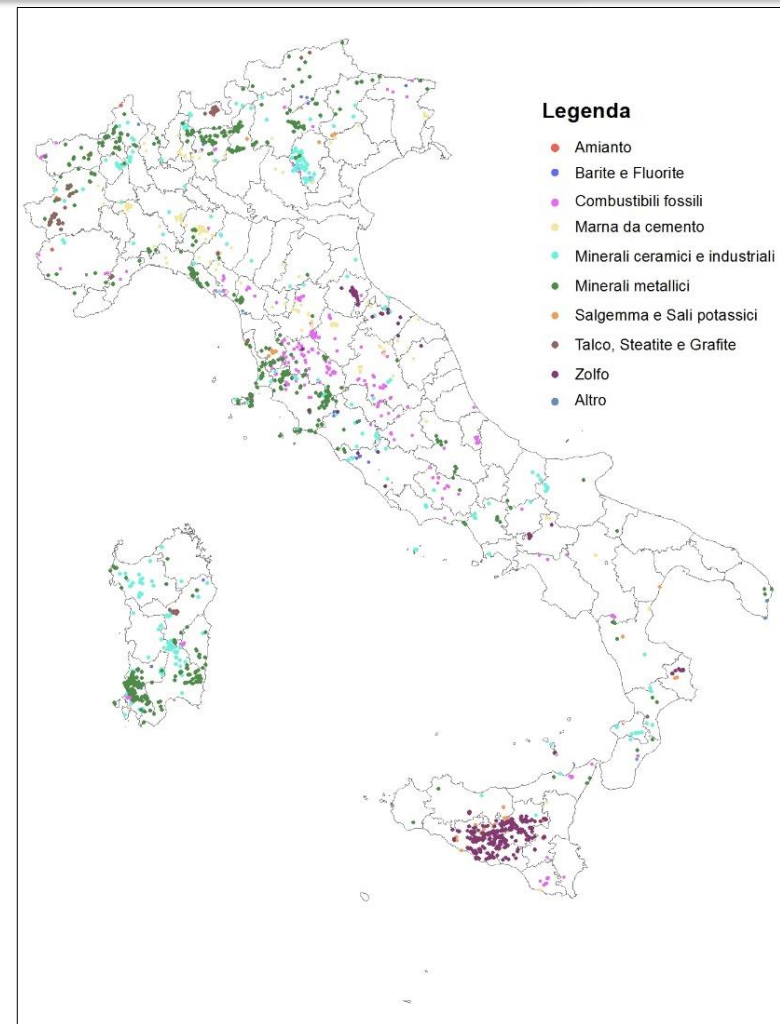 Legenda
Amianto
Barite e Fluorite
Combustibili fossili
Marna da cemento
Minerali ceramici e industriali
Minerali metallici
Salgemma e Sali potassici
Talco, Steatite e Grafite
Zolfo
Altro